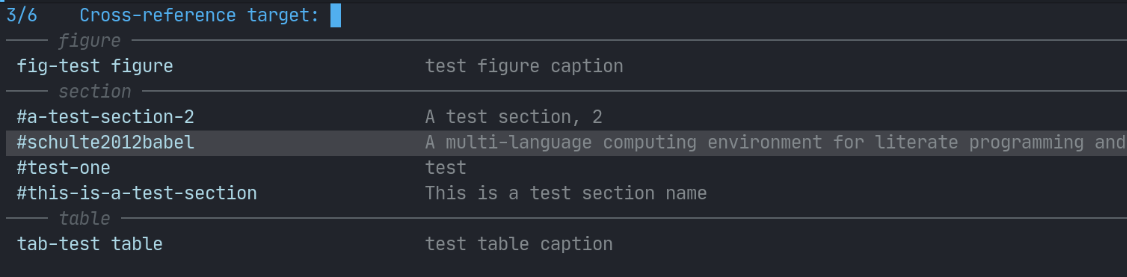 3/6 Cross-reference target:
figure
fig-test figure test figure caption
section
#a-test-section-2 A test section, 2
#schulte2012babel A multi-language computing environment for literate programming and
#test-one test
#this-is-a-test-section This is a test section name
table
tab-test table test table caption